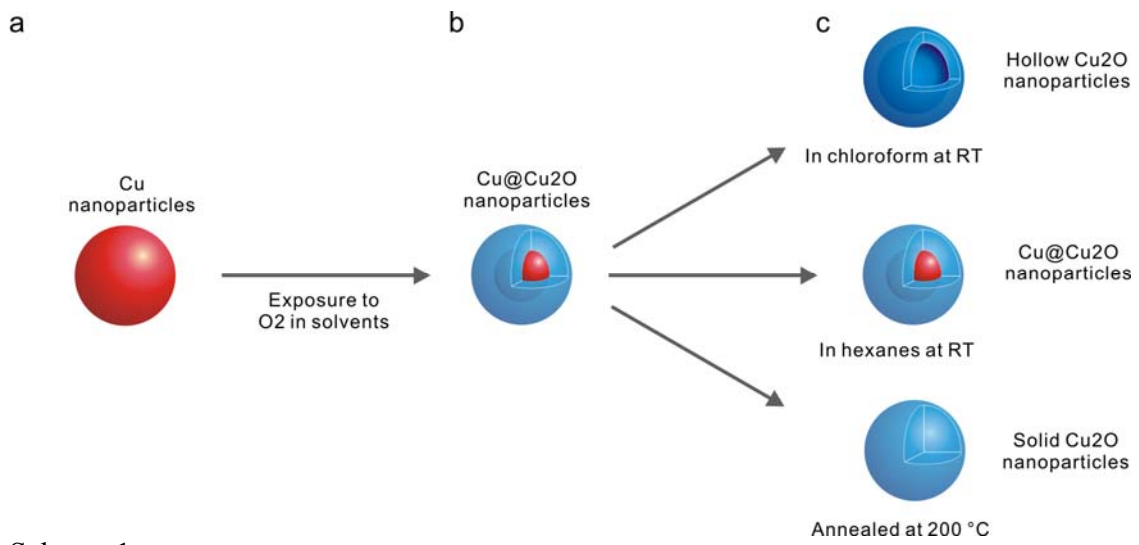 a
b
c
Cu
nanoparticles
Exposure to
O2 in solvents
Cu@Cu2O
nanoparticles
Hollow Cu2O
nanoparticles
In chloroform at RT
Cu@Cu2O
nanoparticles
In hexanes at RT
Solid Cu2O
nanoparticles
Annealed at 200 °C